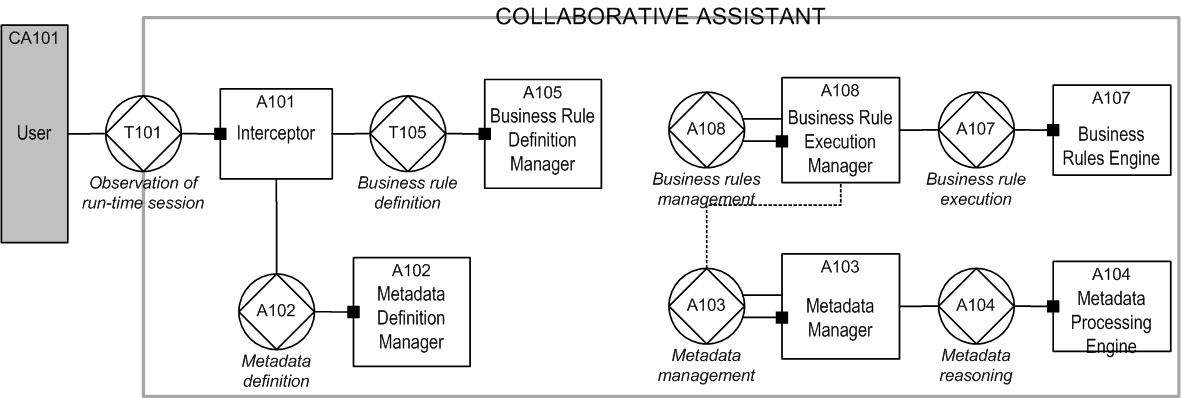 COLLABORATIVE ASSISTANT
CA101
User
T101
Observation of
run-time session
A101
Interceptor
T105
Business rule
definition
A105
Business Rule
Definition
Manager
A102
Metadada
definition
A102
Metadata
Definition
Manager
A108
Business rules
management
A108
Business Rule
Execution
Manager
A107
Business rule
execution
A107
Business
Rules Engine
A103
Metadata
management
A103
Metadata
Manager
A104
Metadata
reasoning
A104
Metadata
Processing
Engine